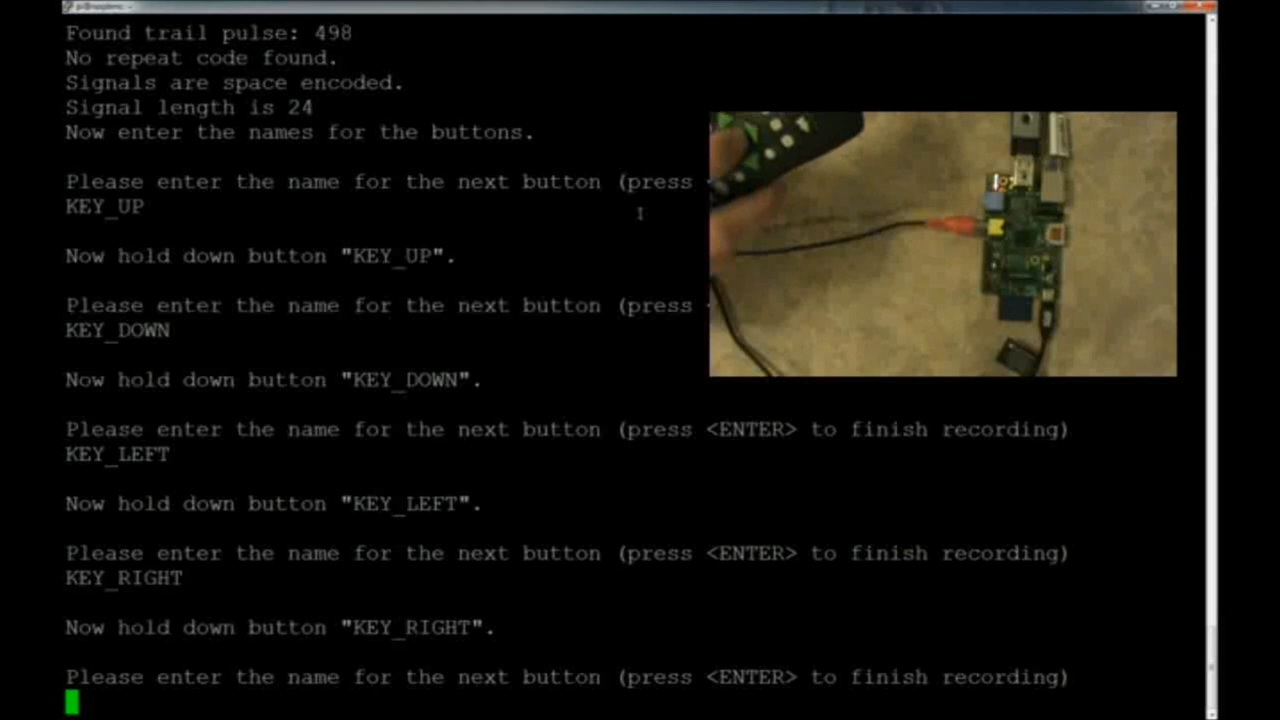 Found trail pulse: 498
No repeat code found.
Signals are space encoded.
Signal length is 24
Now enter the names for the buttons.
Please enter the name for the next button (press
KEY_UP
Now hold down button "KEY_UP".
Please enter the name for the next button (press
KEY_DOWN
Now hold down button "KEY_DOWN".
Please enter the name for the next button (press <ENTER> to finish recording)
KEY_LEFT
Now hold down button "KEY_LEFT".
Please enter the name for the next button (press <ENTER> to finish recording)
KEY_RIGHT
Now hold down button "KEY_RIGHT".
Please enter the name for the next button (press <ENTER> to finish recording)